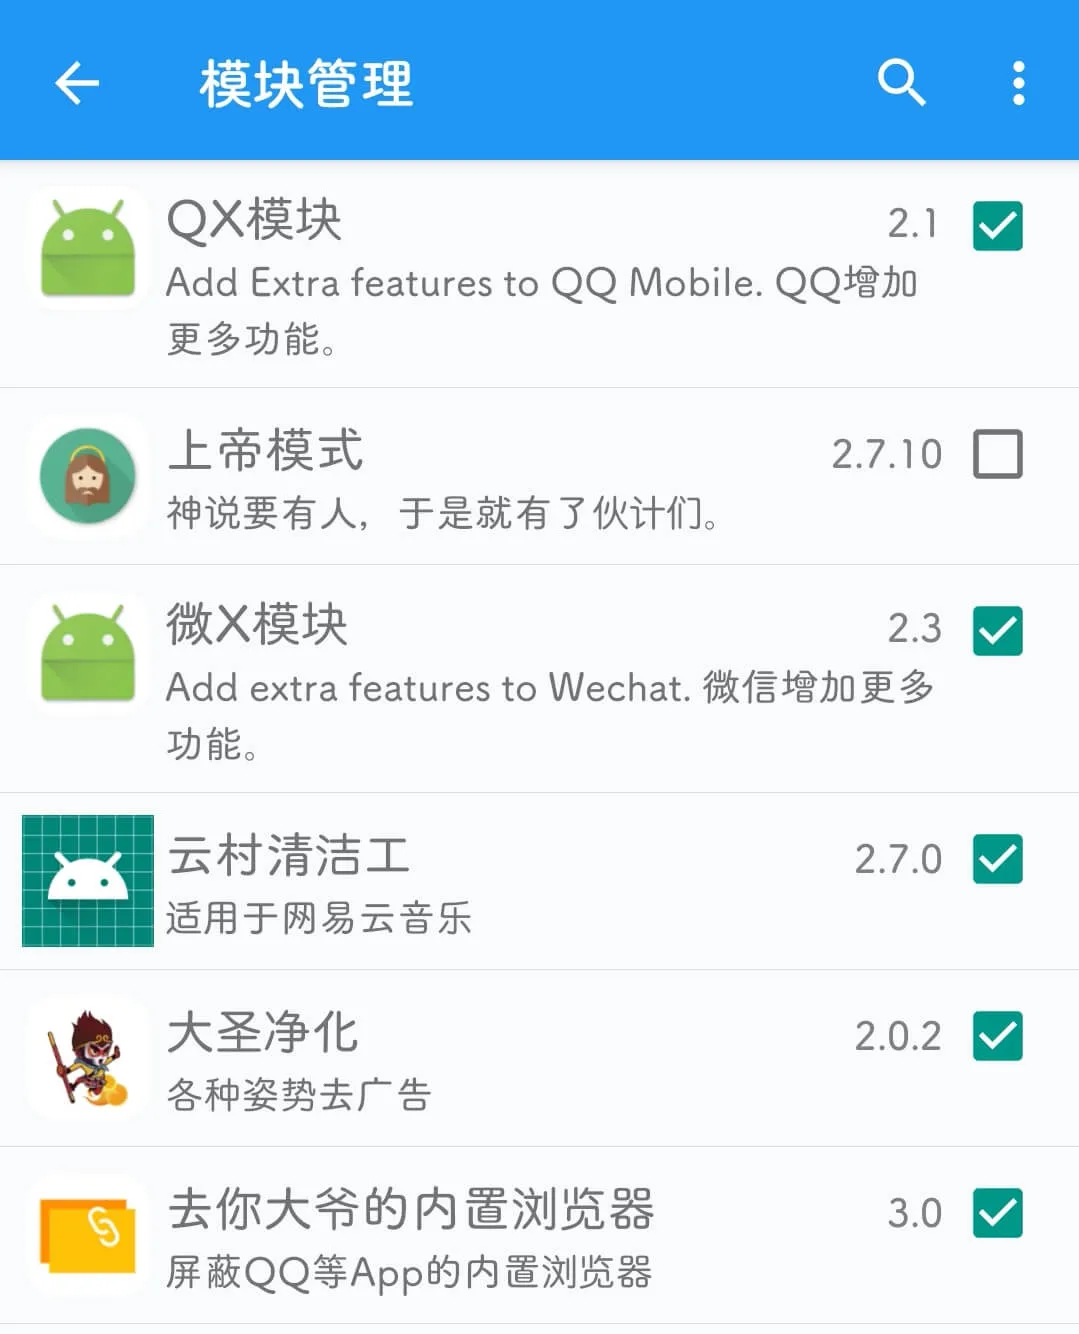 模块管理
QX模块 2.1
Add Extra features to QQ Mobile. QQ增加
更多功能。
上帝模式 2.7.10
神说要有人，于是就有了伙计们。
微X模块 2.3
Add extra features to Wechat. 微信增加更多
功能。
云村清洁工 2.7.0
适用于网易云音乐
大圣净化 2.0.2
各种姿势去广告
去你大爷的内置浏览器 3.0
屏蔽QQ等App的内置浏览器